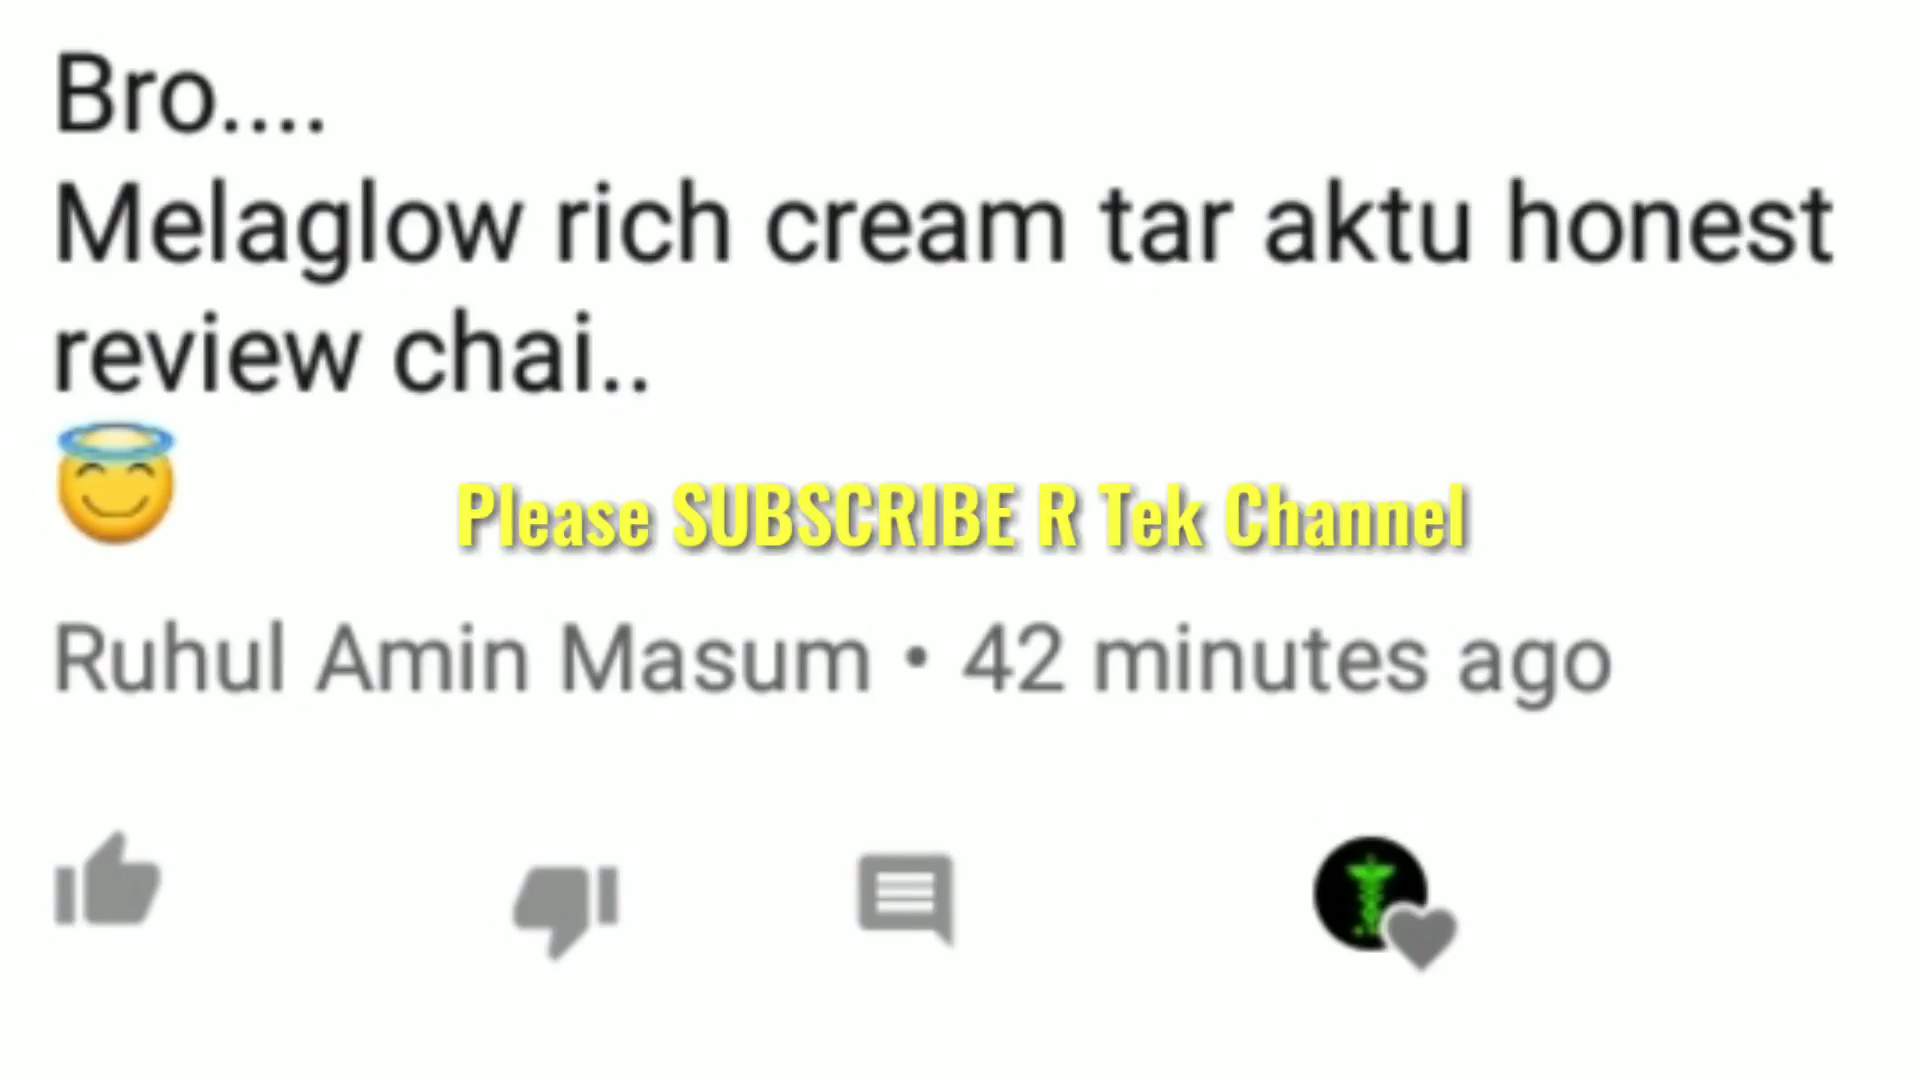 Bro....
Melaglow rich cream tar aktu honest
review chai..
😇
Please SUBSCRIBE R Tek Channel
Ruhul Amin Masum • 42 minutes ago